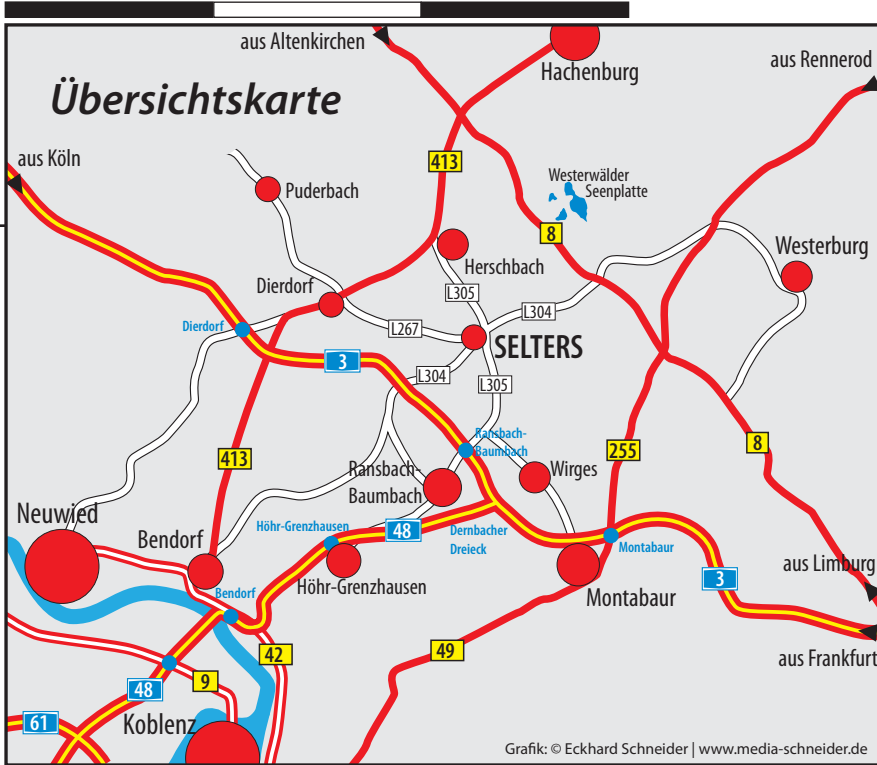 aus Altenkirchen
Hachenburg
aus Rennerod
Übersichtskarte
aus Köln
413
Puderbach
Westerwälder
Seenplatte
8
Herschbach
Westerburg
Dierdorf
L305
L304
Dierdorf
L267
SELTERS
3
L304
L305
Ransbach-
Baumbach
8
255
413
Ransbach-
Baumbach
Wirges
Neuwied
Bendorf
Höhr-Grenzhausen
48
Dernbacher
Dreieck
Montabaur
aus Limburg
Höhr-Grenzhausen
Bendorf
Montabaur
3
42
49
aus Frankfurt
9
48
61
Koblenz
Grafik: © Eckhard Schneider | www.media-schneider.de